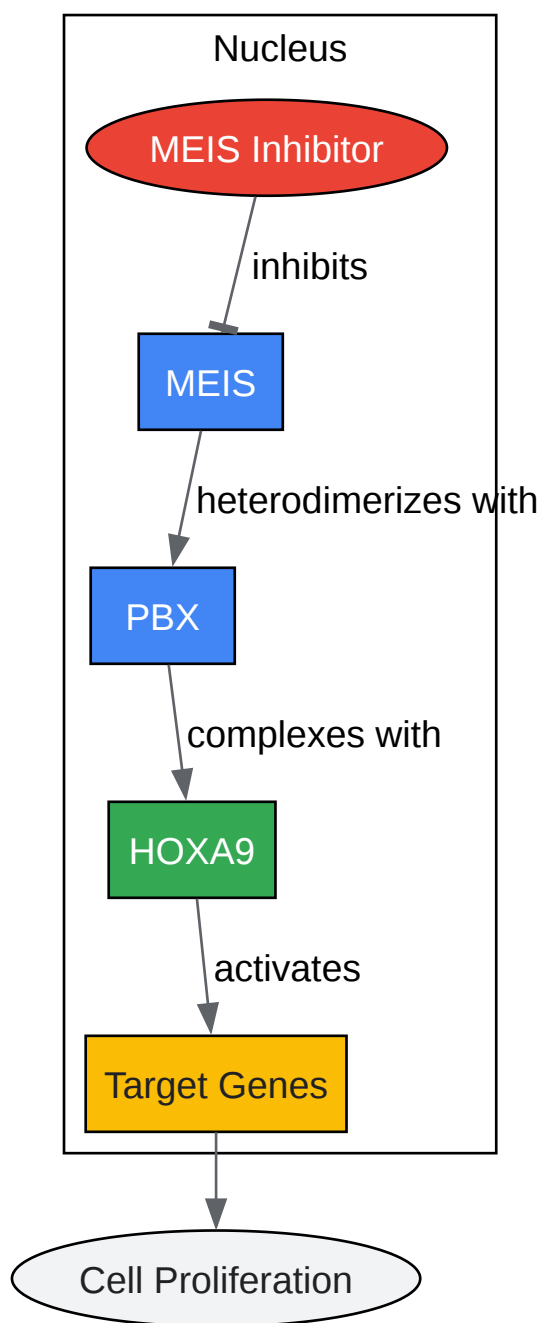 Nucleus
MEIS Inhibitor
inhibits
MEIS
heterodimerizes with
PBX
complexes with
HOXA9
activates
Target Genes
Cell Proliferation